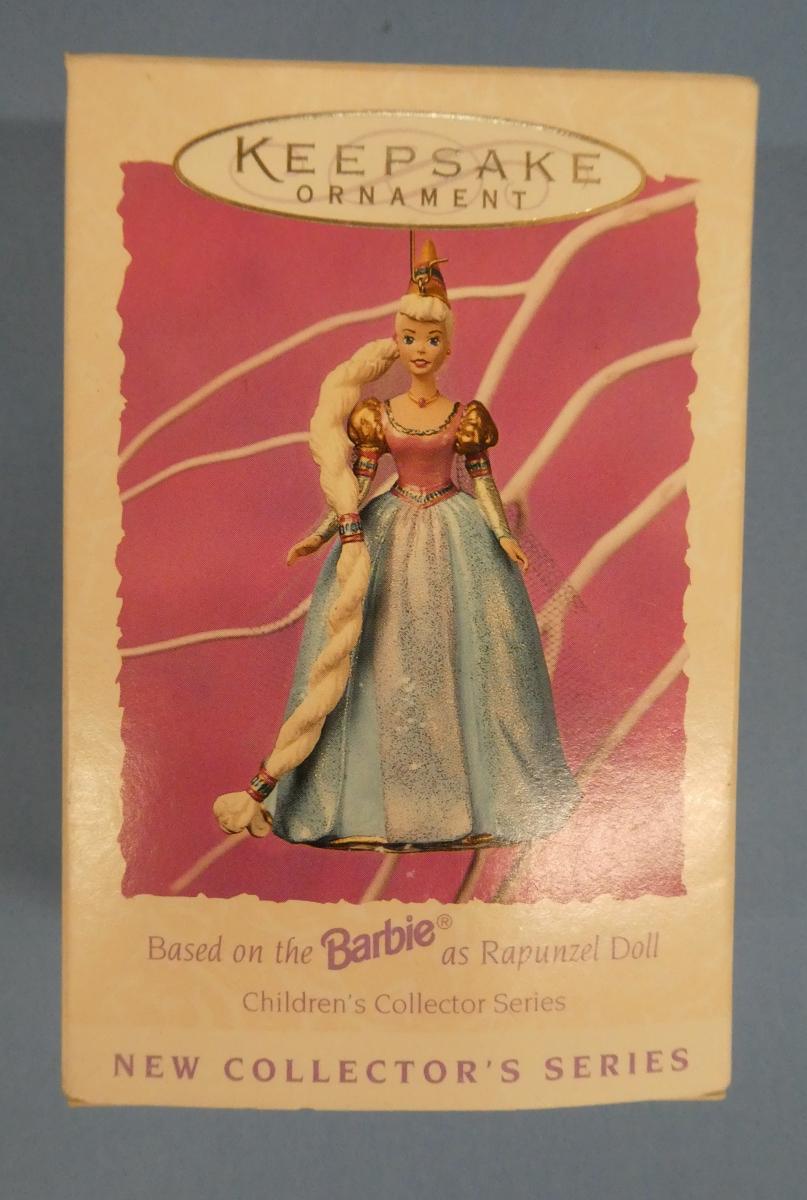 KEEPSAKE
ORNAMENT
Based on the Barbie® as Rapunzel Doll
Children's Collector Series
NEW COLLECTOR'S SERIES